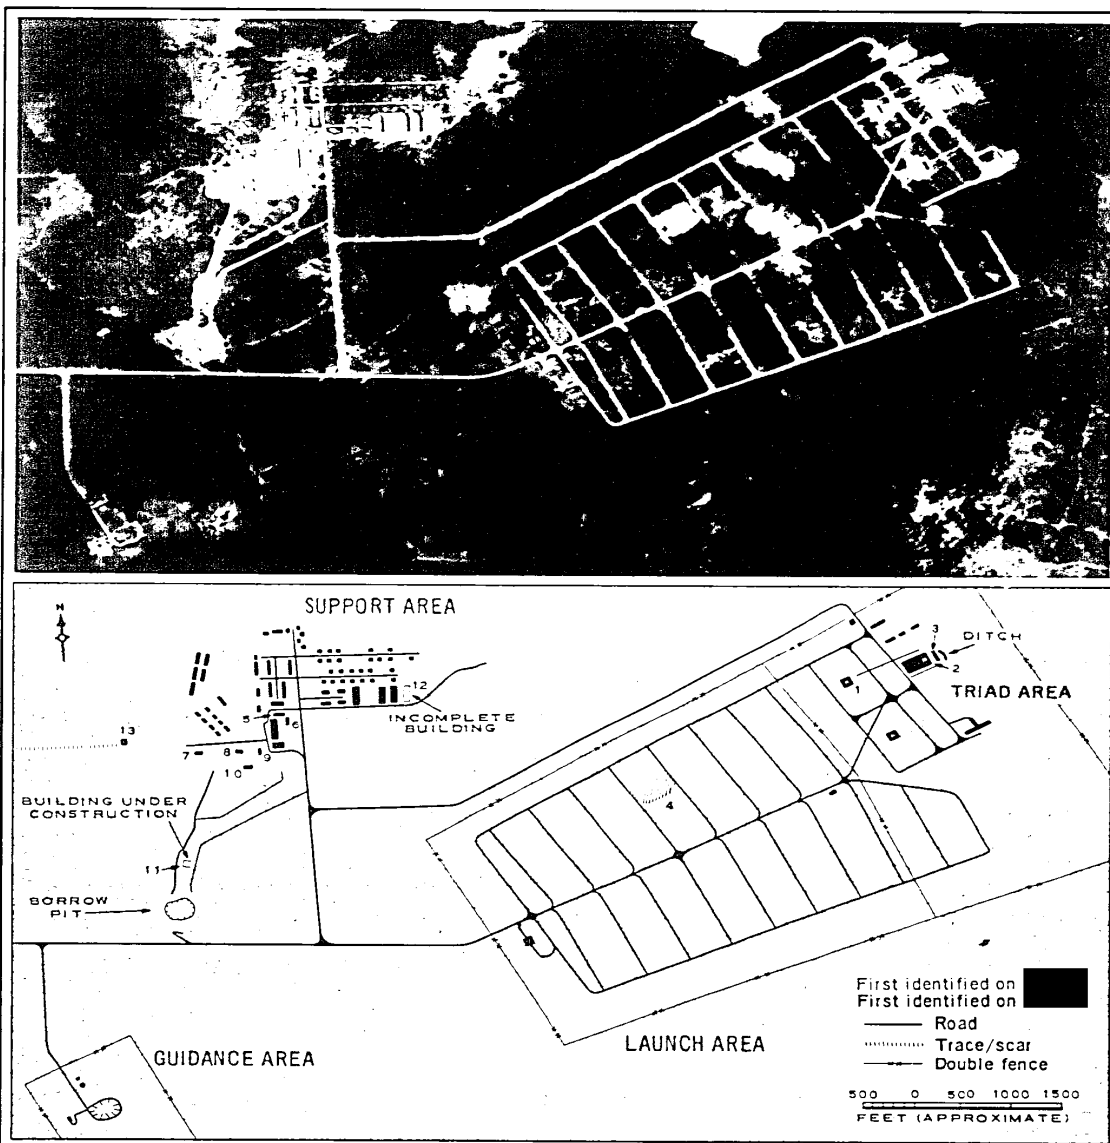 N
SUPPORT AREA
3
DITCH
2
1
TRIAD AREA
12
INCOMPLETE
BUILDING
5
6
13
7
8
9
10
BUILDING UNDER
CONSTRUCTION
4
11
BORROW
PIT
First identified on
First identified on
Road
Trace/scar
Double fence
GUIDANCE AREA
LAUNCH AREA
500 0 500 1000 1500
FEET (APPROXIMATE)